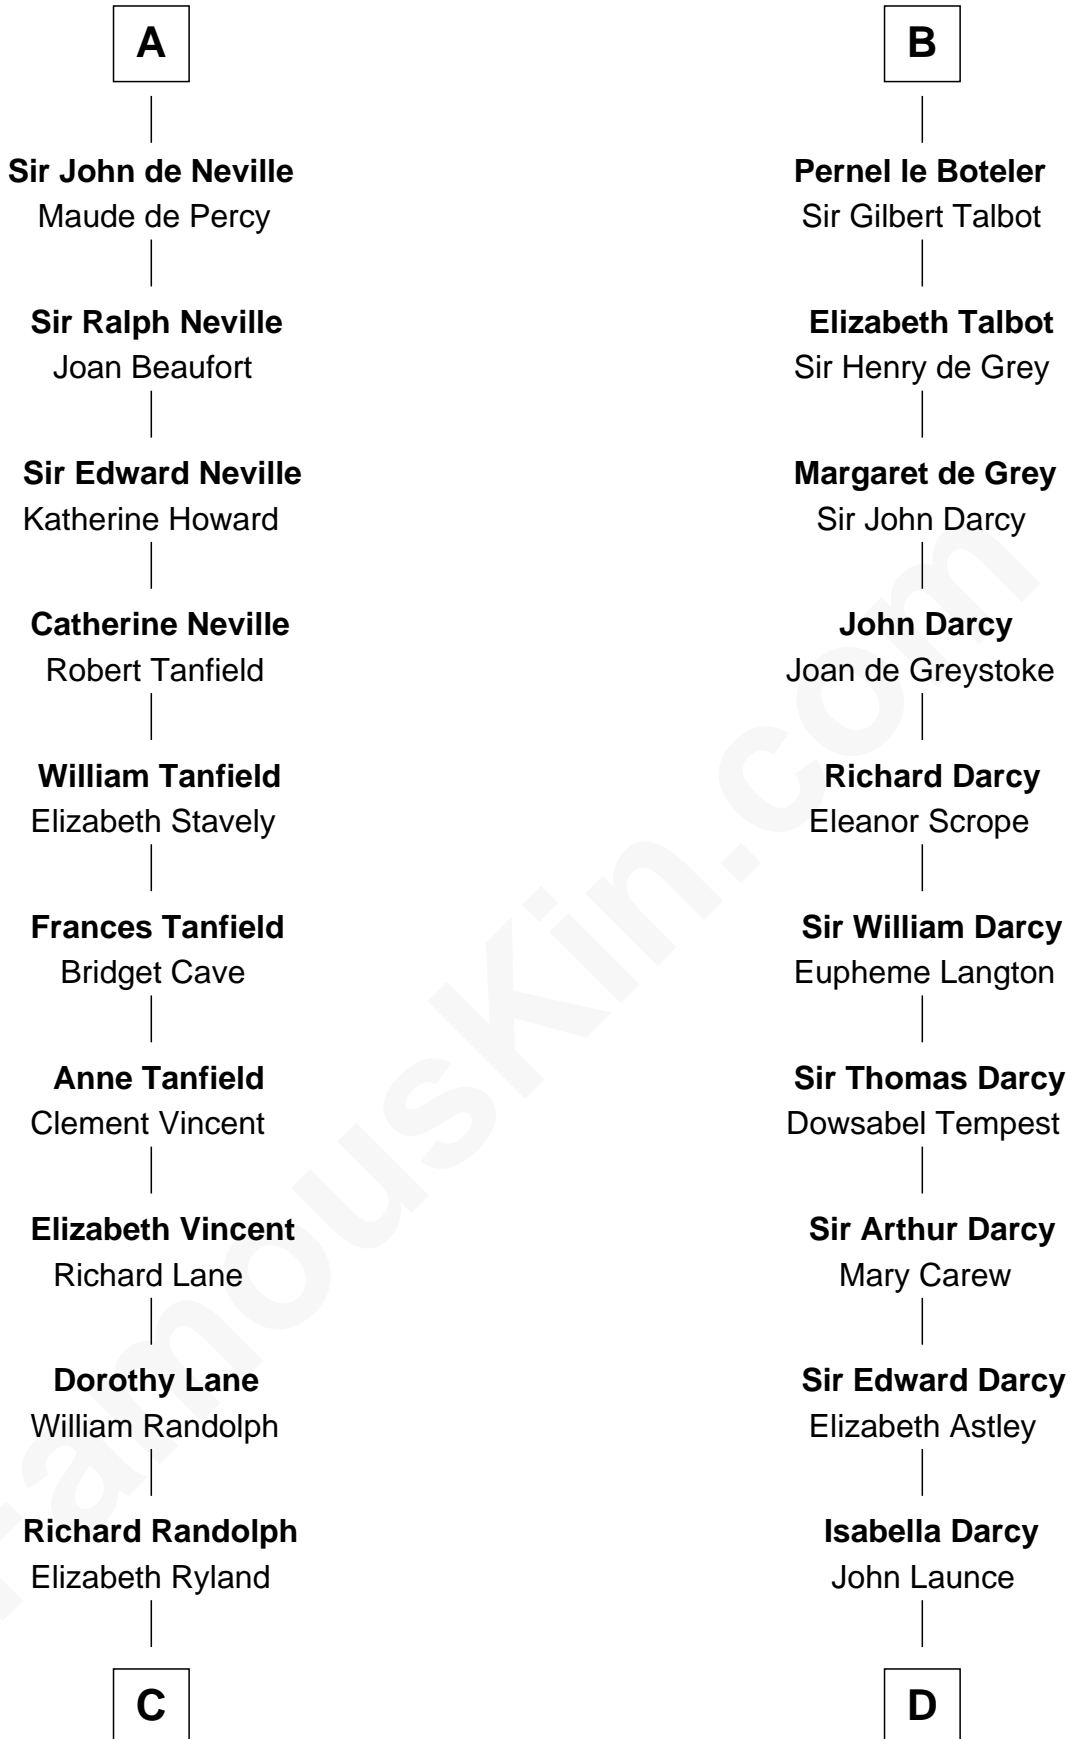 A
Sir John de Neville
Maude de Percy
Sir Ralph Neville
Joan Beaufort
Sir Edward Neville
Katherine Howard
Catherine Neville
Robert Tanfield
William Tanfield
Elizabeth Stavely
Frances Tanfield
Bridget Cave
Anne Tanfield
Clement Vincent
Elizabeth Vincent
Richard Lane
Dorothy Lane
William Randolph
Richard Randolph
Elizabeth Ryland
C
B
Pernel le Boteler
Sir Gilbert Talbot
Elizabeth Talbot
Sir Henry de Grey
Margaret de Grey
Sir John Darcy
John Darcy
Joan de Greystoke
Richard Darcy
Eleanor Scrope
Sir William Darcy
Eupheme Langton
Sir Thomas Darcy
Dowsabel Tempest
Sir Arthur Darcy
Mary Carew
Sir Edward Darcy
Elizabeth Astley
Isabella Darcy
John Launce
D
FamousKin.com